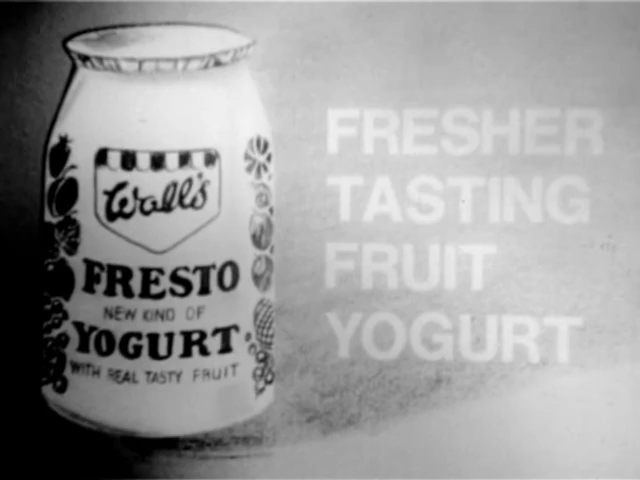 Wall's
FRESTO
NEW KIND OF
YOGURT
WITH REAL TASTY FRUIT
FRESHER
TASTING
FRUIT
YOGURT